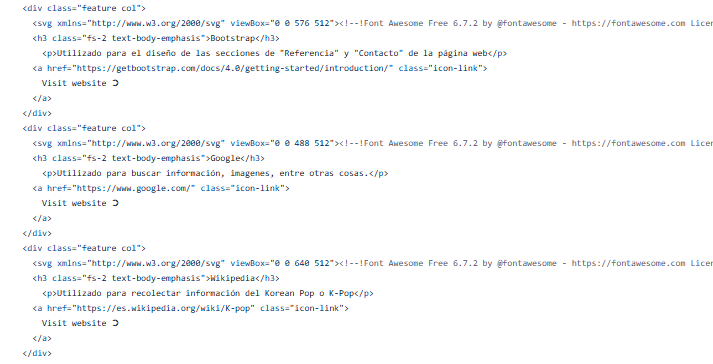 <div class="feature col">
<svg xmlns="http://www.w3.org/2000/svg" viewBox="0 0 576 512"><!--!Font Awesome Free 6.7.2 by @fontawesome - https://fontawesome.com Licen
<h3 class="fs-2 text-body-emphasis">Bootstrap</h3>
<p>Utilizado para el diseño de las secciones de "Referencia" y "Contacto" de la página web</p>
<a href="https://getbootstrap.com/docs/4.0/getting-started/introduction/" class="icon-link">
Visit website Ↄ
</a>
</div>
<div class="feature col">
<svg xmlns="http://www.w3.org/2000/svg" viewBox="0 0 488 512"><!--!Font Awesome Free 6.7.2 by @fontawesome - https://fontawesome.com Licen
<h3 class="fs-2 text-body-emphasis">Google</h3>
<p>Utilizado para buscar información, imagenes, entre otras cosas.</p>
<a href="https://www.google.com/" class="icon-link">
Visit website Ↄ
</a>
</div>
<div class="feature col">
<svg xmlns="http://www.w3.org/2000/svg" viewBox="0 0 640 512"><!--!Font Awesome Free 6.7.2 by @fontawesome - https://fontawesome.com Licen
<h3 class="fs-2 text-body-emphasis">Wikipedia</h3>
<p>Utilizado para recolectar información del Korean Pop o K-Pop</p>
<a href="https://es.wikipedia.org/wiki/K-pop" class="icon-link">
Visit website Ↄ
</a>
</div>